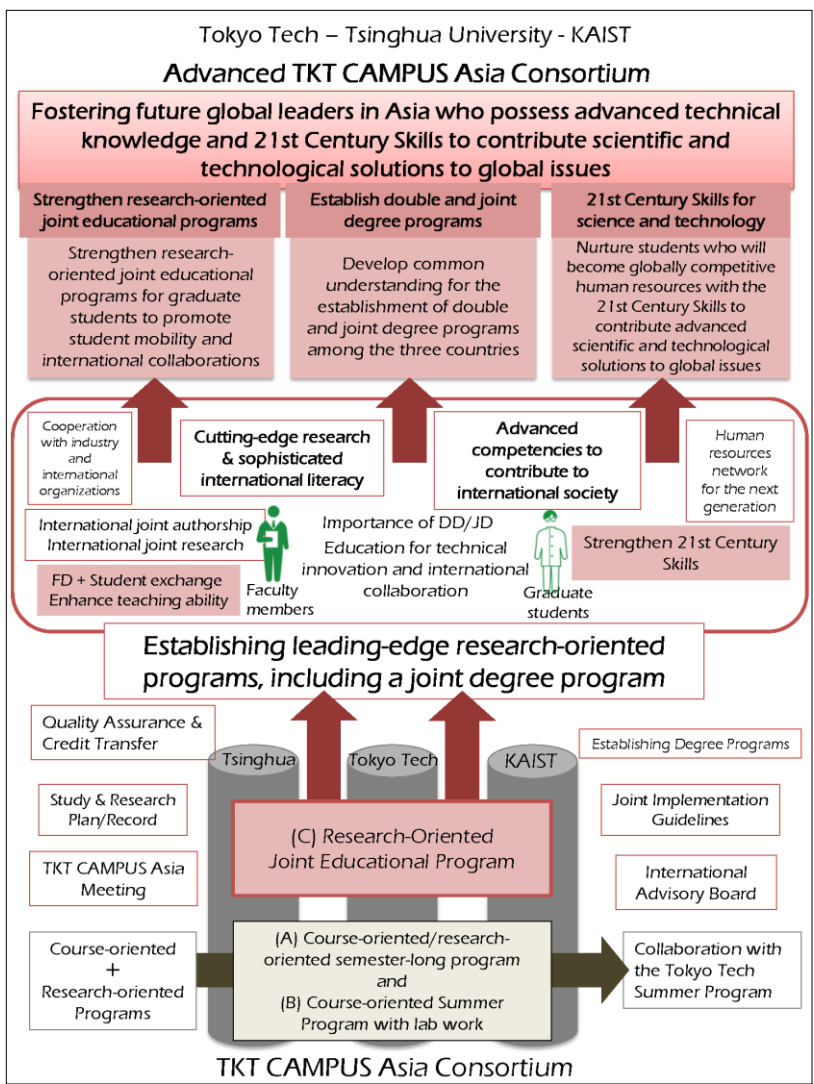 Tokyo Tech – Tsinghua University - KAIST
Advanced TKT CAMPUS Asia Consortium
Fostering future global leaders in Asia who possess advanced technical
knowledge and 21st Century Skills to contribute scientific and
technological solutions to global issues
Strengthen research-oriented
joint educational programs
Strengthen research-
oriented joint educational
programs for graduate
students to promote
student mobility and
international collaborations
Establish double and joint
degree programs
Develop common
understanding for the
establishment of double
and joint degree programs
among the three countries
21st Century Skills for
science and technology
Nurture students who will
become globally competitive
human resources with the
21st Century Skills to
contribute advanced
scientific and technological
solutions to global issues
Cooperation
with industry
and
international
organizations
Cutting-edge research
& sophisticated
international literacy
Advanced
competencies to
contribute to
international society
Human
resources
network
for the next
generation
International joint authorship
International joint research
FD + Student exchange
Enhance teaching ability
Faculty
members
Importance of DD/JD
Education for technical
innovation and international
collaboration
Graduate
students
Strengthen 21st Century
Skills
Establishing leading-edge research-oriented
programs, including a joint degree program
Quality Assurance &
Credit Transfer
Study & Research
Plan/Record
TKT CAMPUS Asia
Meeting
Course-oriented
+
Research-oriented
Programs
Tsinghua
Tokyo Tech
KAIST
(C) Research-Oriented
Joint Educational Program
(A) Course-oriented/research-
oriented semester-long program
and
(B) Course-oriented Summer
Program with lab work
Establishing Degree Programs
Joint Implementation
Guidelines
International
Advisory Board
Collaboration with
the Tokyo Tech
Summer Program
TKT CAMPUS Asia Consortium